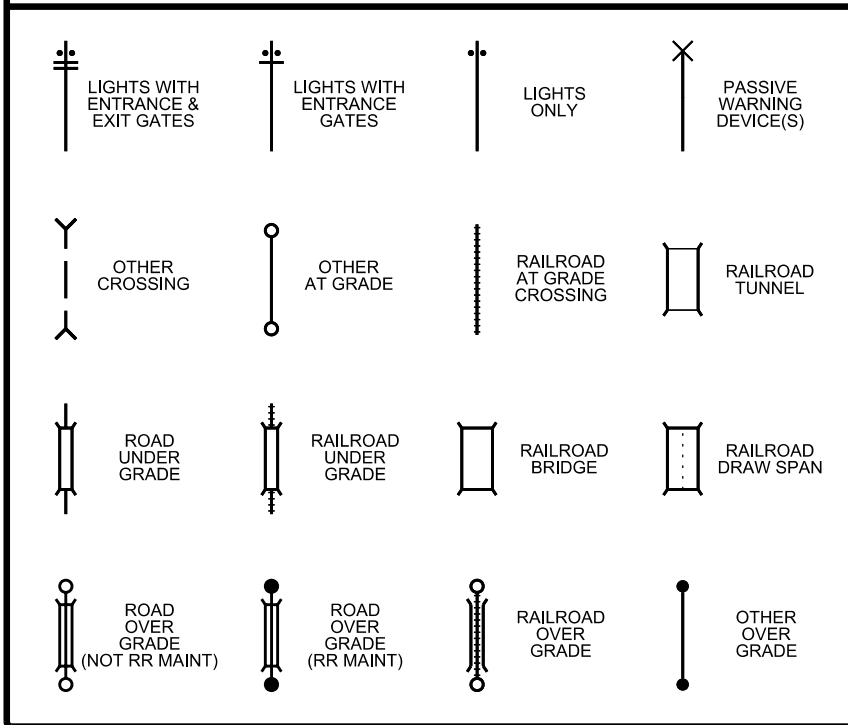 LIGHTS WITH
ENTRANCE &
EXIT GATES
LIGHTS WITH
ENTRANCE
GATES
LIGHTS
ONLY
PASSIVE
WARNING
DEVICE(S)
OTHER
CROSSING
OTHER
AT GRADE
RAILROAD
AT GRADE
CROSSING
RAILROAD
TUNNEL
ROAD
UNDER
GRADE
RAILROAD
UNDER
GRADE
RAILROAD
BRIDGE
RAILROAD
DRAW SPAN
ROAD
OVER
GRADE
(NOT RR MAINT)
ROAD
OVER
GRADE
(RR MAINT)
RAILROAD
OVER
GRADE
OTHER
OVER
GRADE